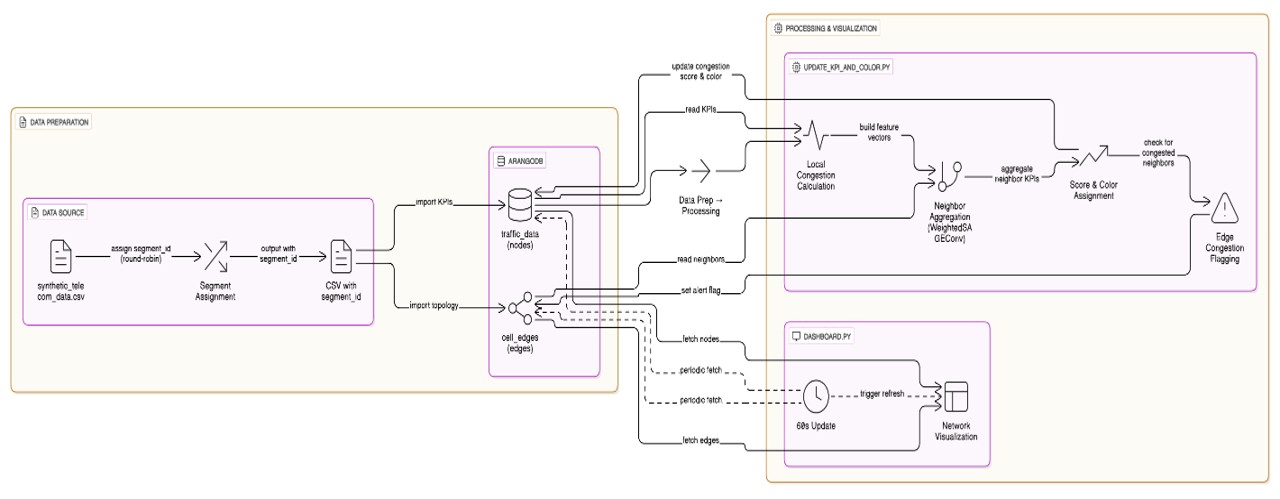 DATA PREPARATION
DATA SOURCE
synthetic_tele
com_data.csv
assign segment_id
(round-robin)
Segment
Assignment
output with
segment_id
CSV with
segment_id
import KPIs
import topology
ARANGODB
traffic_data
(nodes)
cell_edges
(edges)
update congestion
score & color
read KPIs
Data Prep →
Processing
read neighbors
set alert flag
fetch nodes
periodic fetch
periodic fetch
fetch edges
PROCESSING & VISUALIZATION
UPDATE_KPI_AND_COLOR.PY
Local
Congestion
Calculation
build feature
vectors
Neighbor
Aggregation
(WeightedSA
GEConv)
aggregate
neighbor KPIs
Score & Color
Assignment
check for
congested
neighbors
Edge
Congestion
Flagging
DASHBOARD.PY
60s Update
trigger refresh
Network
Visualization